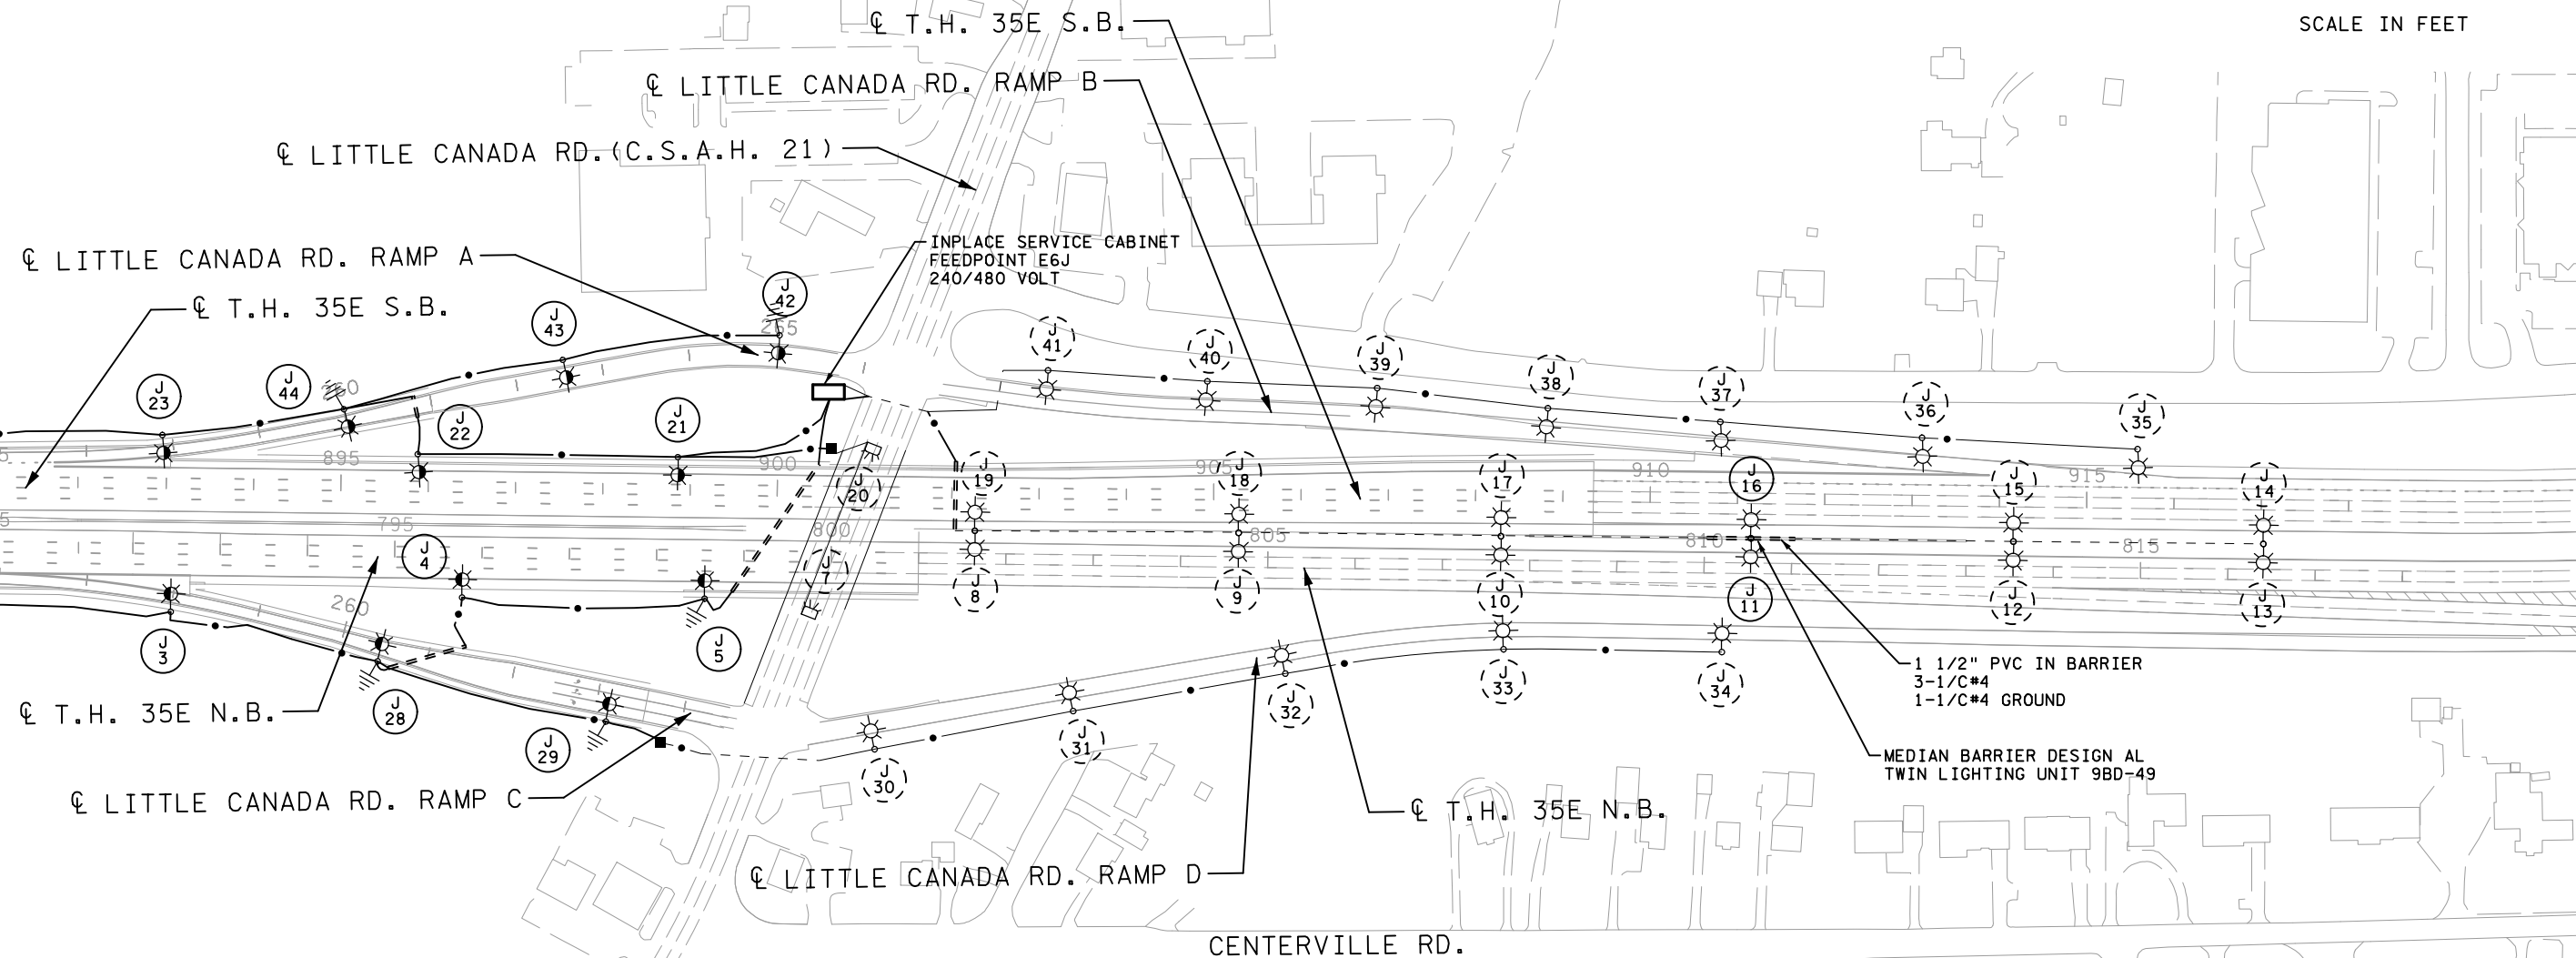 SCALE IN FEET
℄ T.H. 35E S.B.
℄ LITTLE CANADA RD. RAMP B
℄ LITTLE CANADA RD.(C.S.A.H. 21)
℄ LITTLE CANADA RD. RAMP A
℄ T.H. 35E S.B.
INPLACE SERVICE CABINET
FEEDPOINT E6J
240/480 VOLT
J
42
265
J
43
J
44
260
J
23
J
22
J
21
J
41
J
40
J
39
J
38
J
37
J
36
J
35
895
900
905
910
915
J
20
J
19
J
18
J
17
J
16
J
15
J
14
795
800
805
810
815
J
4
J
7
J
8
J
9
J
10
J
11
J
12
J
13
260
J
3
J
5
J
28
J
29
J
30
J
31
J
32
J
33
J
34
1 1/2" PVC IN BARRIER
3-1/C#4
1-1/C#4 GROUND
℄ T.H. 35E N.B.
MEDIAN BARRIER DESIGN AL
TWIN LIGHTING UNIT 9BD-49
℄ LITTLE CANADA RD. RAMP C
℄ T.H. 35E N.B.
℄ LITTLE CANADA RD. RAMP D
CENTERVILLE RD.